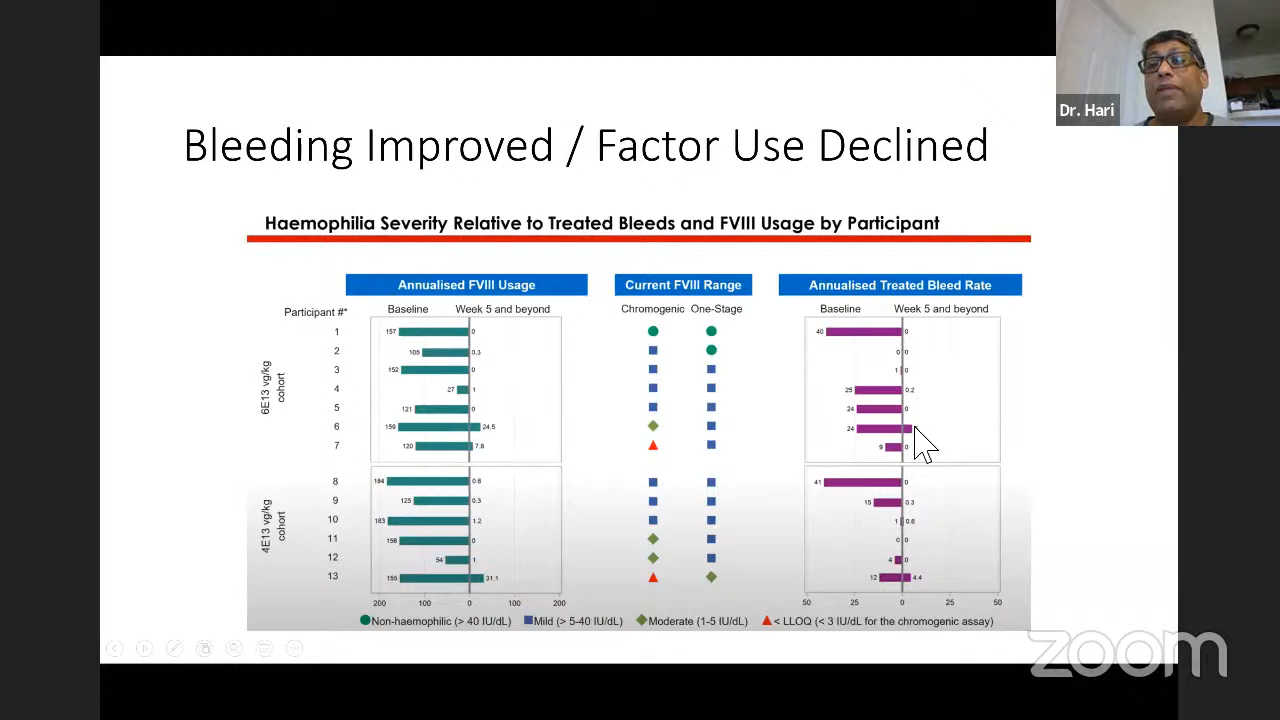 Dr. Hari
Bleeding Improved / Factor Use Declined
Haemophilia Severity Relative to Treated Bleeds and FVIII Usage by Participant
Annualised FVIII Usage Current FVIII Range Annualised Treated Bleed Rate
Participant #* Baseline Week 5 and beyond Chromogenic One-Stage Baseline Week 5 and beyond
6E13 vg/kg
cohort
1 157 0 40 0
2 105 0.3 0 0
3 152 0 1 0
4 27 1 25 0.2
5 121 0 24 0
6 159 24.5 24
7 120 7.8 9 0
4E13 vg/kg
cohort
8 184 0.6 41 0
9 125 0.3 15 0.3
10 183 1.2 1 0.6
11 156 0 0 0
12 54 1 4 0
13 155 31.1 12 4.4
200 100 0 100 200 50 25 0 25 50
Non-haemophilic (> 40 IU/dL) Mild (> 5-40 IU/dL) Moderate (1-5 IU/dL) < LLOQ (< 3 IU/dL for the chromogenic assay)
zoom